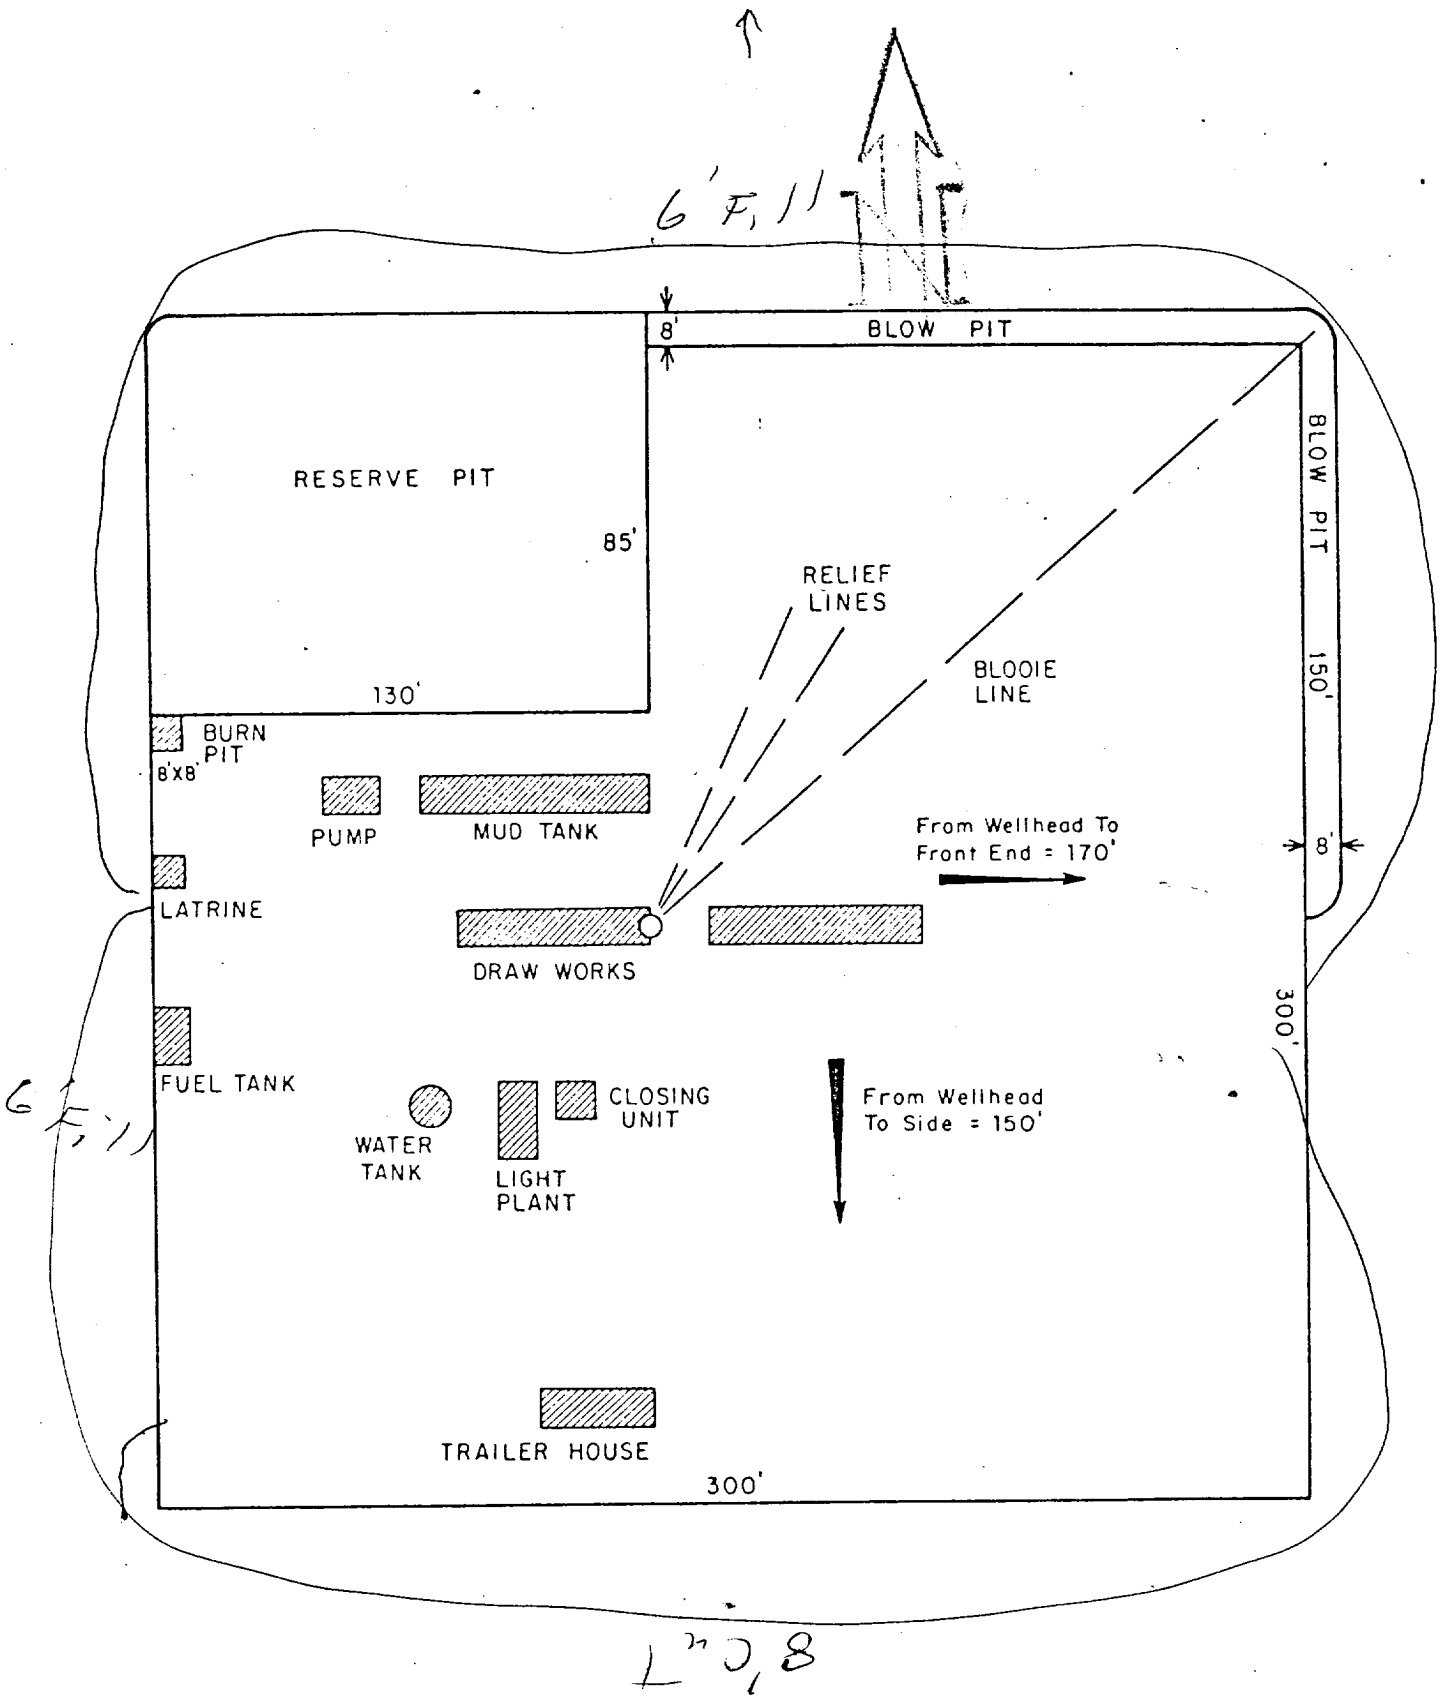 6' Fill
8'
BLOW PIT
BLOW PIT
150'
8'
RESERVE PIT
85'
130'
RELIEF
LINES
BLOOIE
LINE
BURN
PIT
8'X8'
PUMP
MUD TANK
From Wellhead To
Front End = 170'
LATRINE
DRAW WORKS
300'
FUEL TANK
6' Fill
WATER
TANK
LIGHT
PLANT
CLOSING
UNIT
From Wellhead
To Side = 150'
TRAILER HOUSE
300'
8' CuT